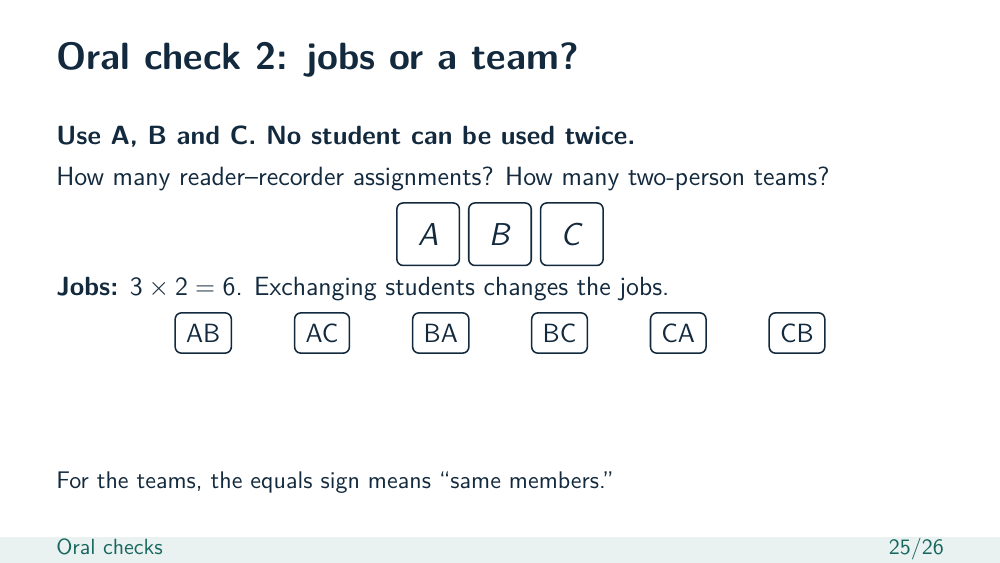 Oral check 2: jobs or a team?
Use A, B and C. No student can be used twice.
How many reader–recorder assignments? How many two-person teams?
A B C
Jobs: 3 × 2 = 6. Exchanging students changes the jobs.
AB AC BA BC CA CB
For the teams, the equals sign means “same members.”
Oral checks 25/26